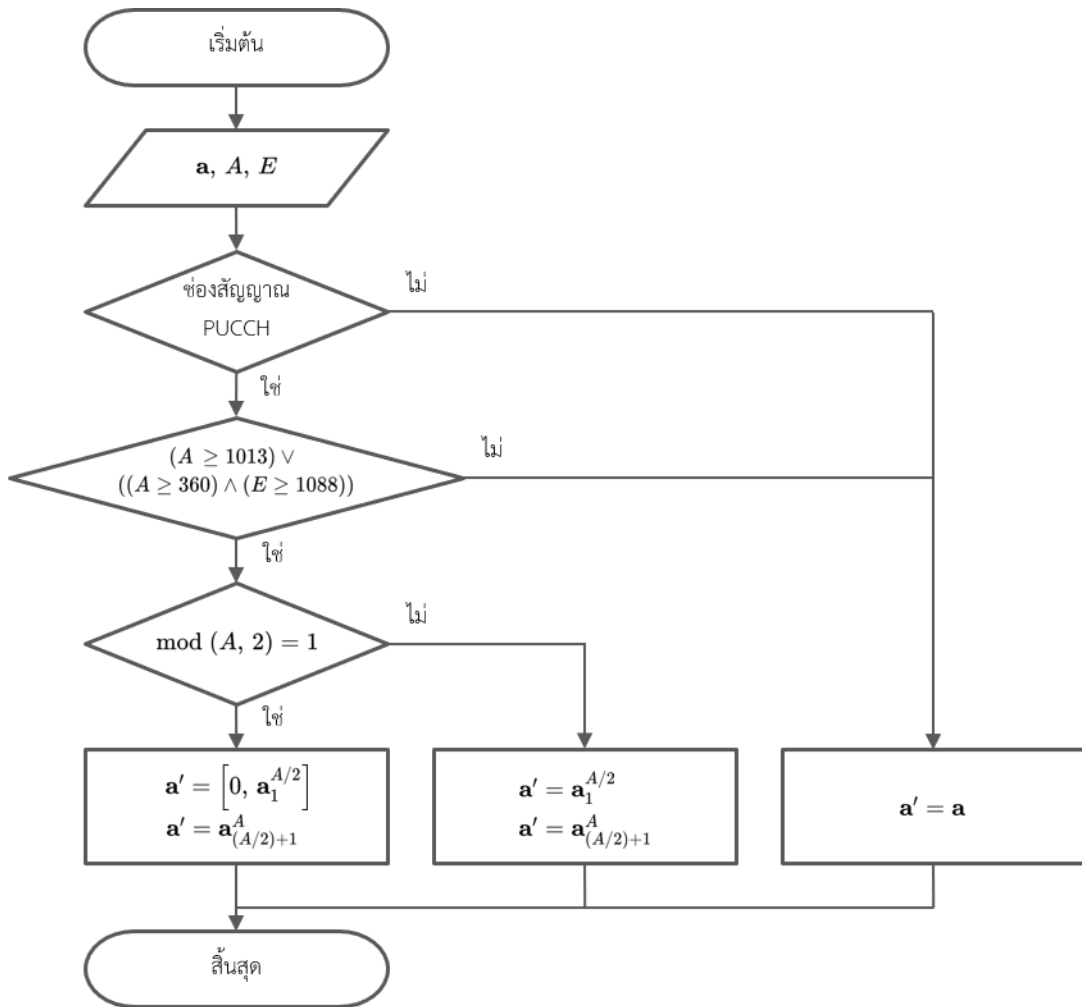 เริ่มต้น
a, A, E
ช่องสัญญาณ
PUCCH
ไม่
ใช่
(A ≥ 1013) ∨
((A ≥ 360) ∧ (E ≥ 1088))
ไม่
ใช่
mod (A, 2) = 1
ไม่
ใช่
a′ = [0, a₁^{A/2}]
a′ = a_{(A/2)+1}^{A}
a′ = a₁^{A/2}
a′ = a_{(A/2)+1}^{A}
a′ = a
สิ้นสุด